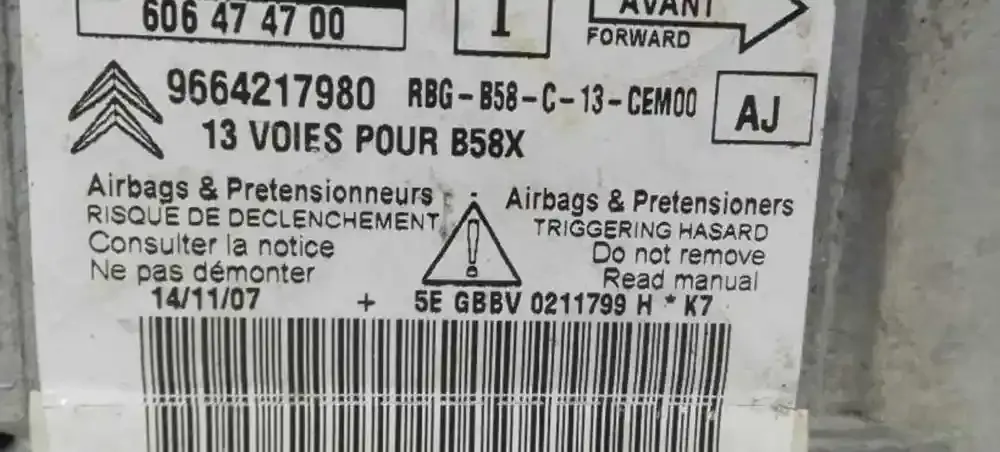 606 47 47 00
1
AVANT
FORWARD
9664217980 RBG-B58-C-13-CEM00 AJ
13 VOIES POUR B58X
Airbags & Pretensionneurs
RISQUE DE DECLENCHEMENT
Consulter la notice
Ne pas démonter
Airbags & Pretensioners
TRIGGERING HASARD
Do not remove
Read manual
14/11/07 + 5E GBBV 0211799 H * K7